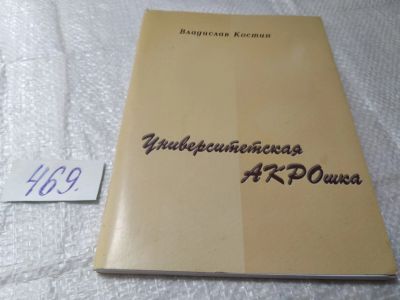 Владислав Костин
Университетская
АКРОшка
469.